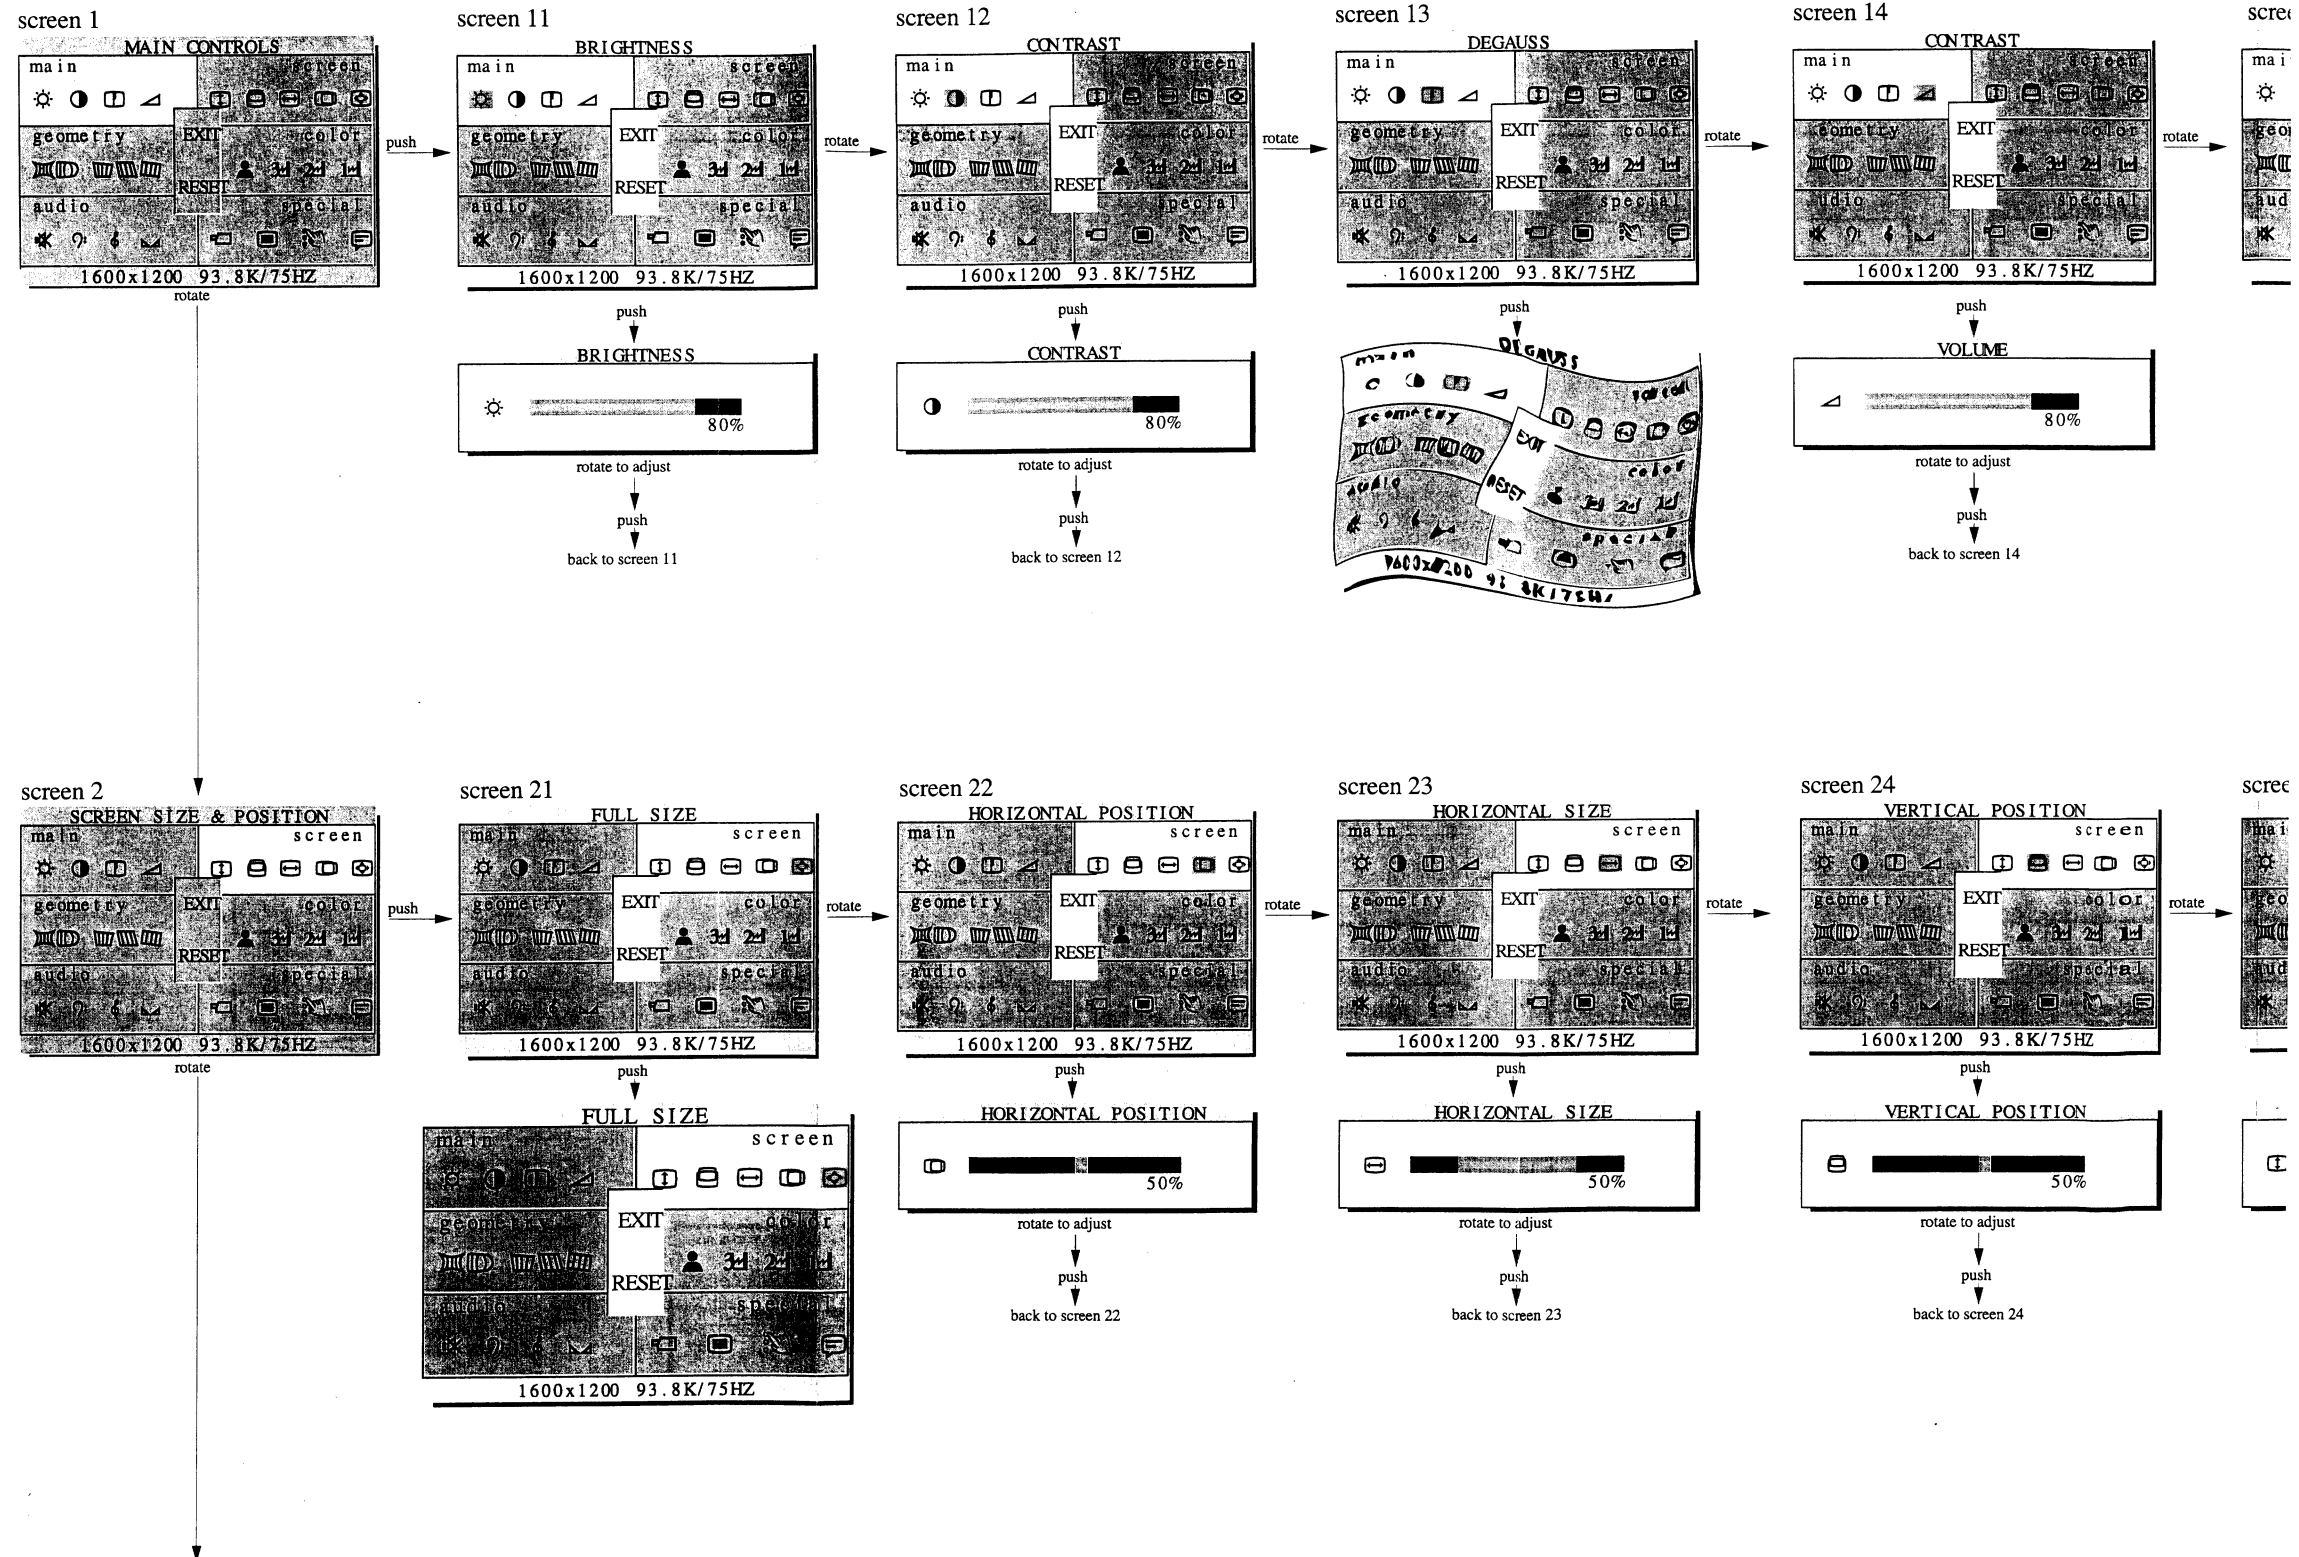 screen 1
MAIN CONTROLS
main screen
geometry EXIT color
RESET
audio special
1600x1200 93.8K/75HZ
rotate
push
screen 11
BRIGHTNESS
main screen
geometry EXIT color
RESET
audio special
1600x1200 93.8K/75HZ
push
BRIGHTNESS
80%
rotate to adjust
push
back to screen 11
rotate
screen 12
CONTRAST
main screen
geometry EXIT color
RESET
audio special
1600x1200 93.8K/75HZ
push
CONTRAST
80%
rotate to adjust
push
back to screen 12
rotate
screen 13
DEGAUSS
main screen
geometry EXIT color
RESET
audio special
1600x1200 93.8K/75HZ
push
DEGAUSS
geometry EXIT color
RESET
audio special
rotate
screen 14
CONTRAST
main screen
geometry EXIT color
RESET
audio special
1600x1200 93.8K/75HZ
push
VOLUME
80%
rotate to adjust
push
back to screen 14
rotate
screen 2
SCREEN SIZE & POSITION
main screen
geometry EXIT color
RESET
audio special
1600x1200 93.8K/75HZ
rotate
push
screen 21
FULL SIZE
main screen
geometry EXIT color
RESET
audio special
1600x1200 93.8K/75HZ
push
FULL SIZE
main screen
geometry EXIT color
RESET
audio special
1600x1200 93.8K/75HZ
rotate
screen 22
HORIZONTAL POSITION
main screen
geometry EXIT color
RESET
audio special
1600x1200 93.8K/75HZ
push
HORIZONTAL POSITION
50%
rotate to adjust
push
back to screen 22
rotate
screen 23
HORIZONTAL SIZE
main screen
geometry EXIT color
RESET
audio special
1600x1200 93.8K/75HZ
push
HORIZONTAL SIZE
50%
rotate to adjust
push
back to screen 23
rotate
screen 24
VERTICAL POSITION
main screen
geometry EXIT color
RESET
audio special
1600x1200 93.8K/75HZ
push
VERTICAL POSITION
50%
rotate to adjust
push
back to screen 24
rotate